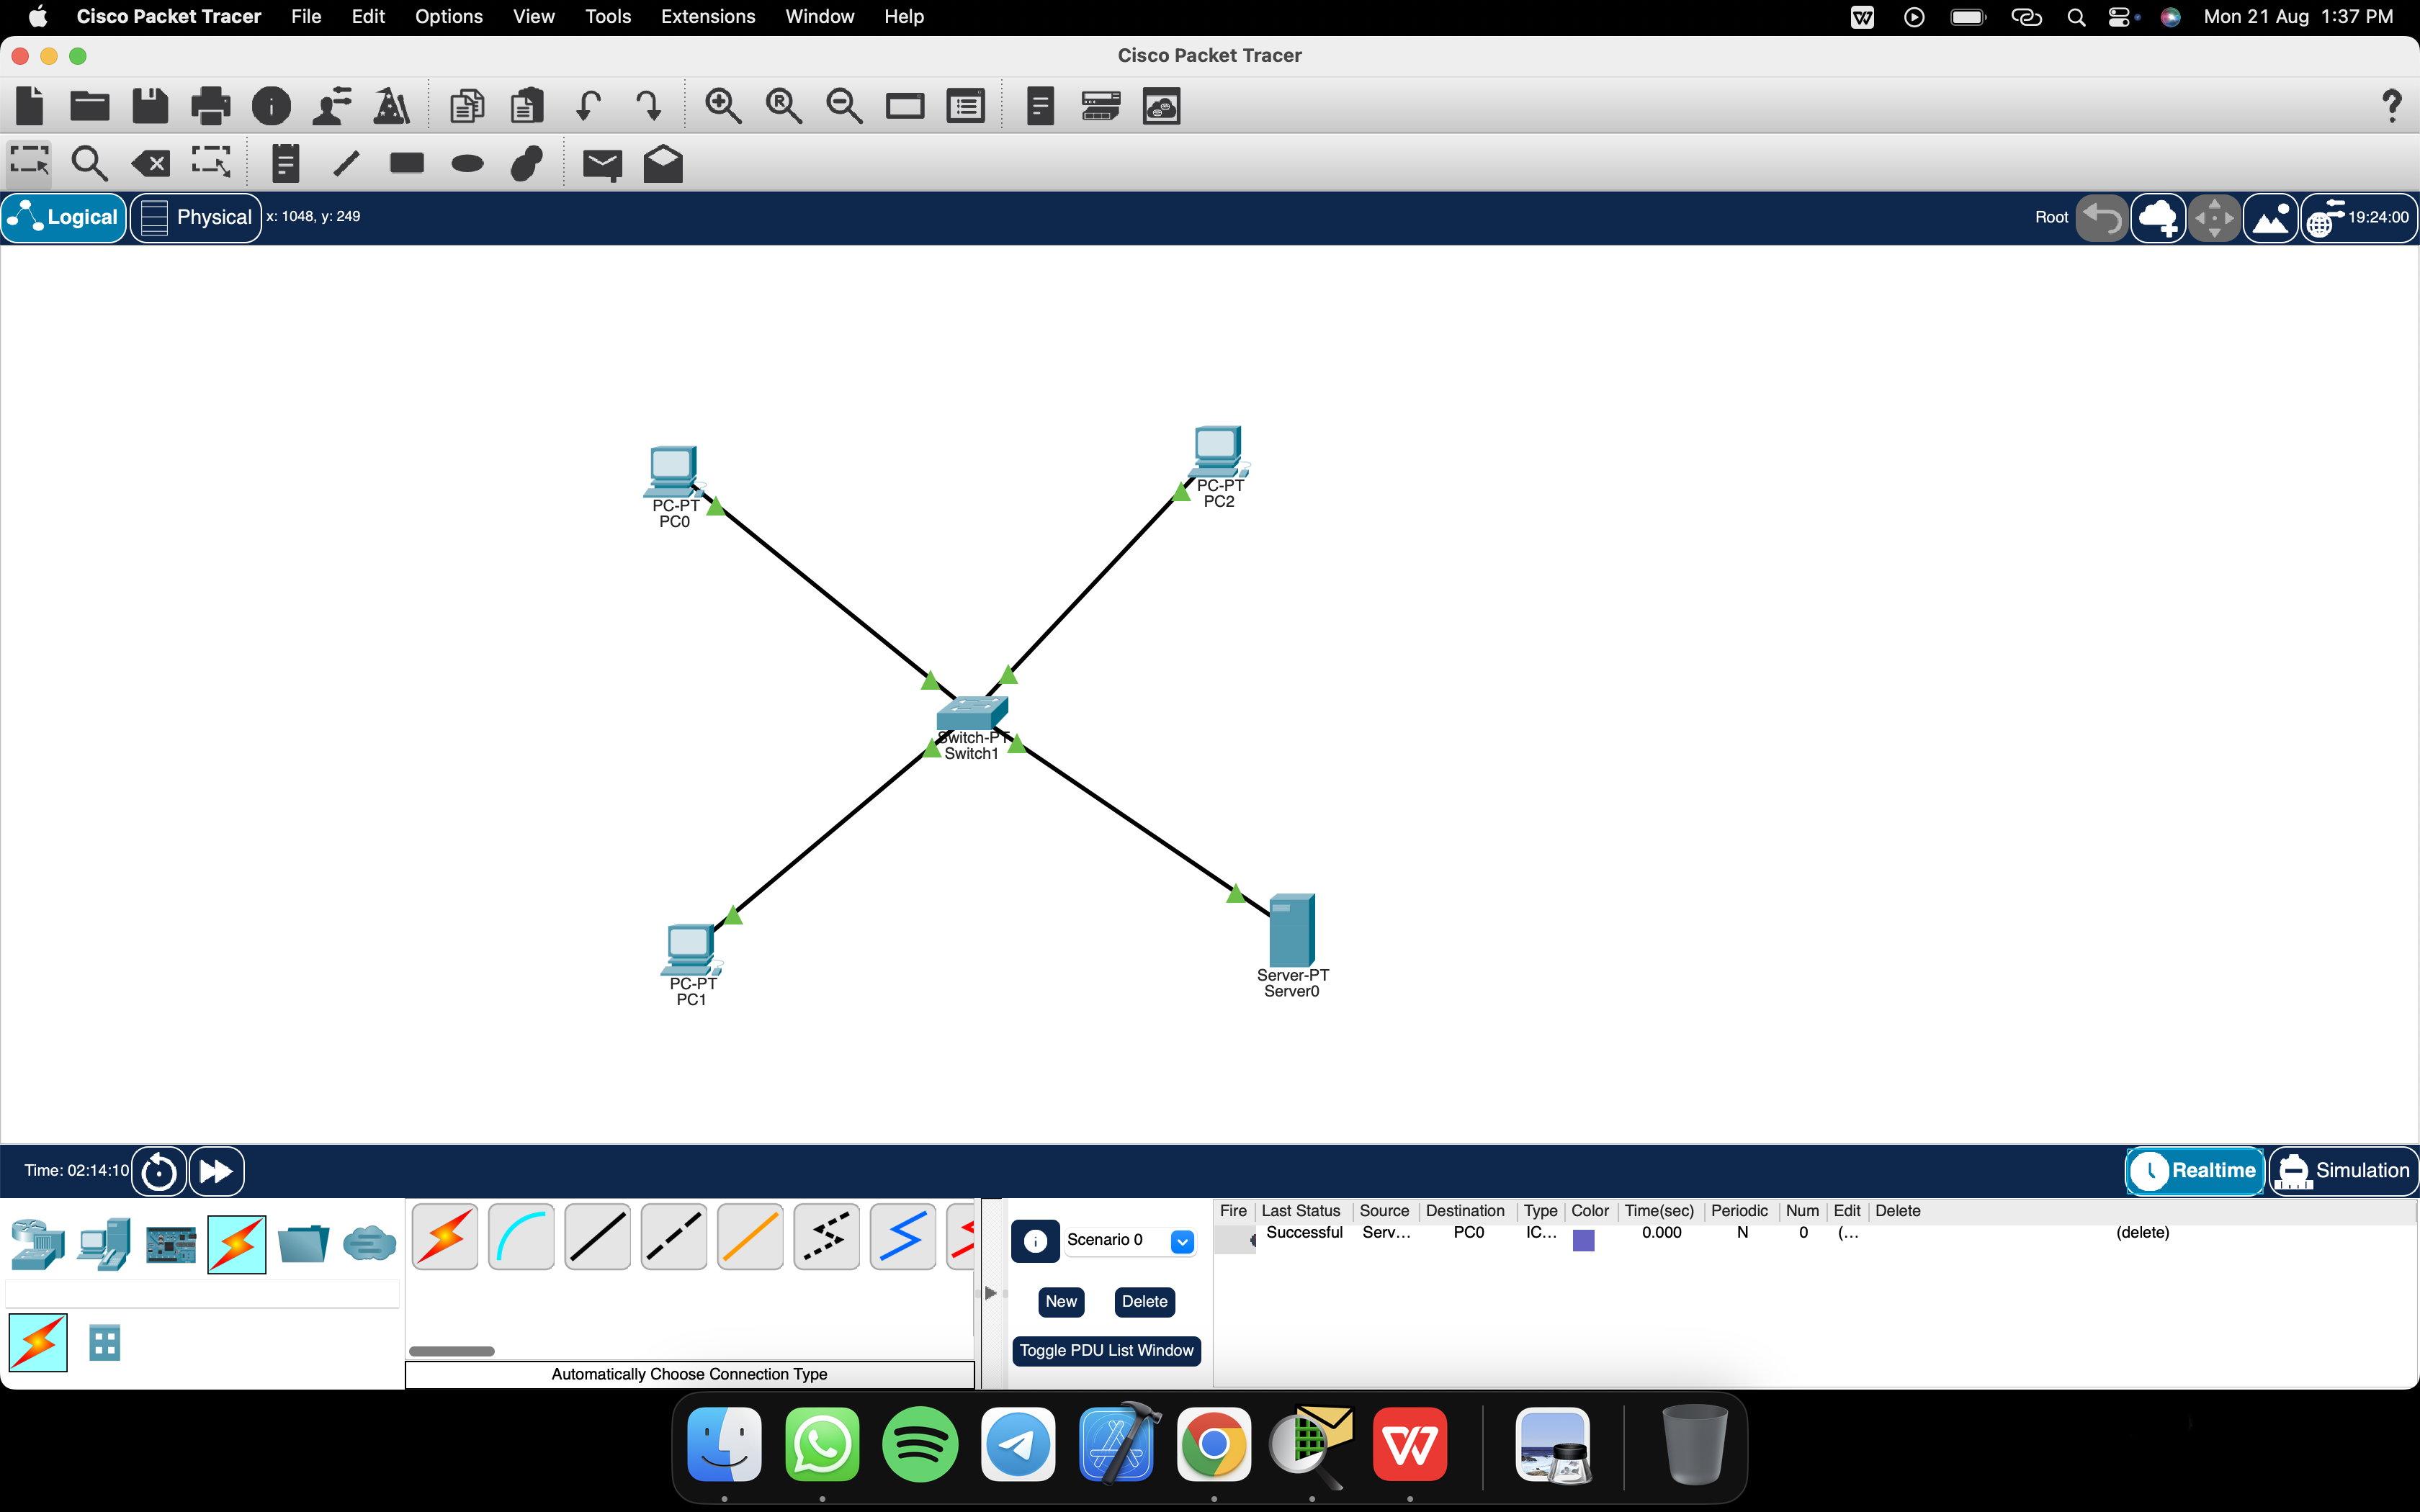 Cisco Packet Tracer File Edit Options View Tools Extensions Window Help Mon 21 Aug 1:37 PM
Cisco Packet Tracer
Logical Physical x: 1048, y: 249 Root 19:24:00
PC-PT
PC0
PC-PT
PC2
Switch-PT
Switch1
PC-PT
PC1
Server-PT
Server0
Time: 02:14:10 Realtime Simulation
Fire Last Status Source Destination Type Color Time(sec) Periodic Num Edit Delete
Successful Serv... PC0 IC... 0.000 N 0 (... (delete)
Scenario 0
New Delete
Toggle PDU List Window
Automatically Choose Connection Type